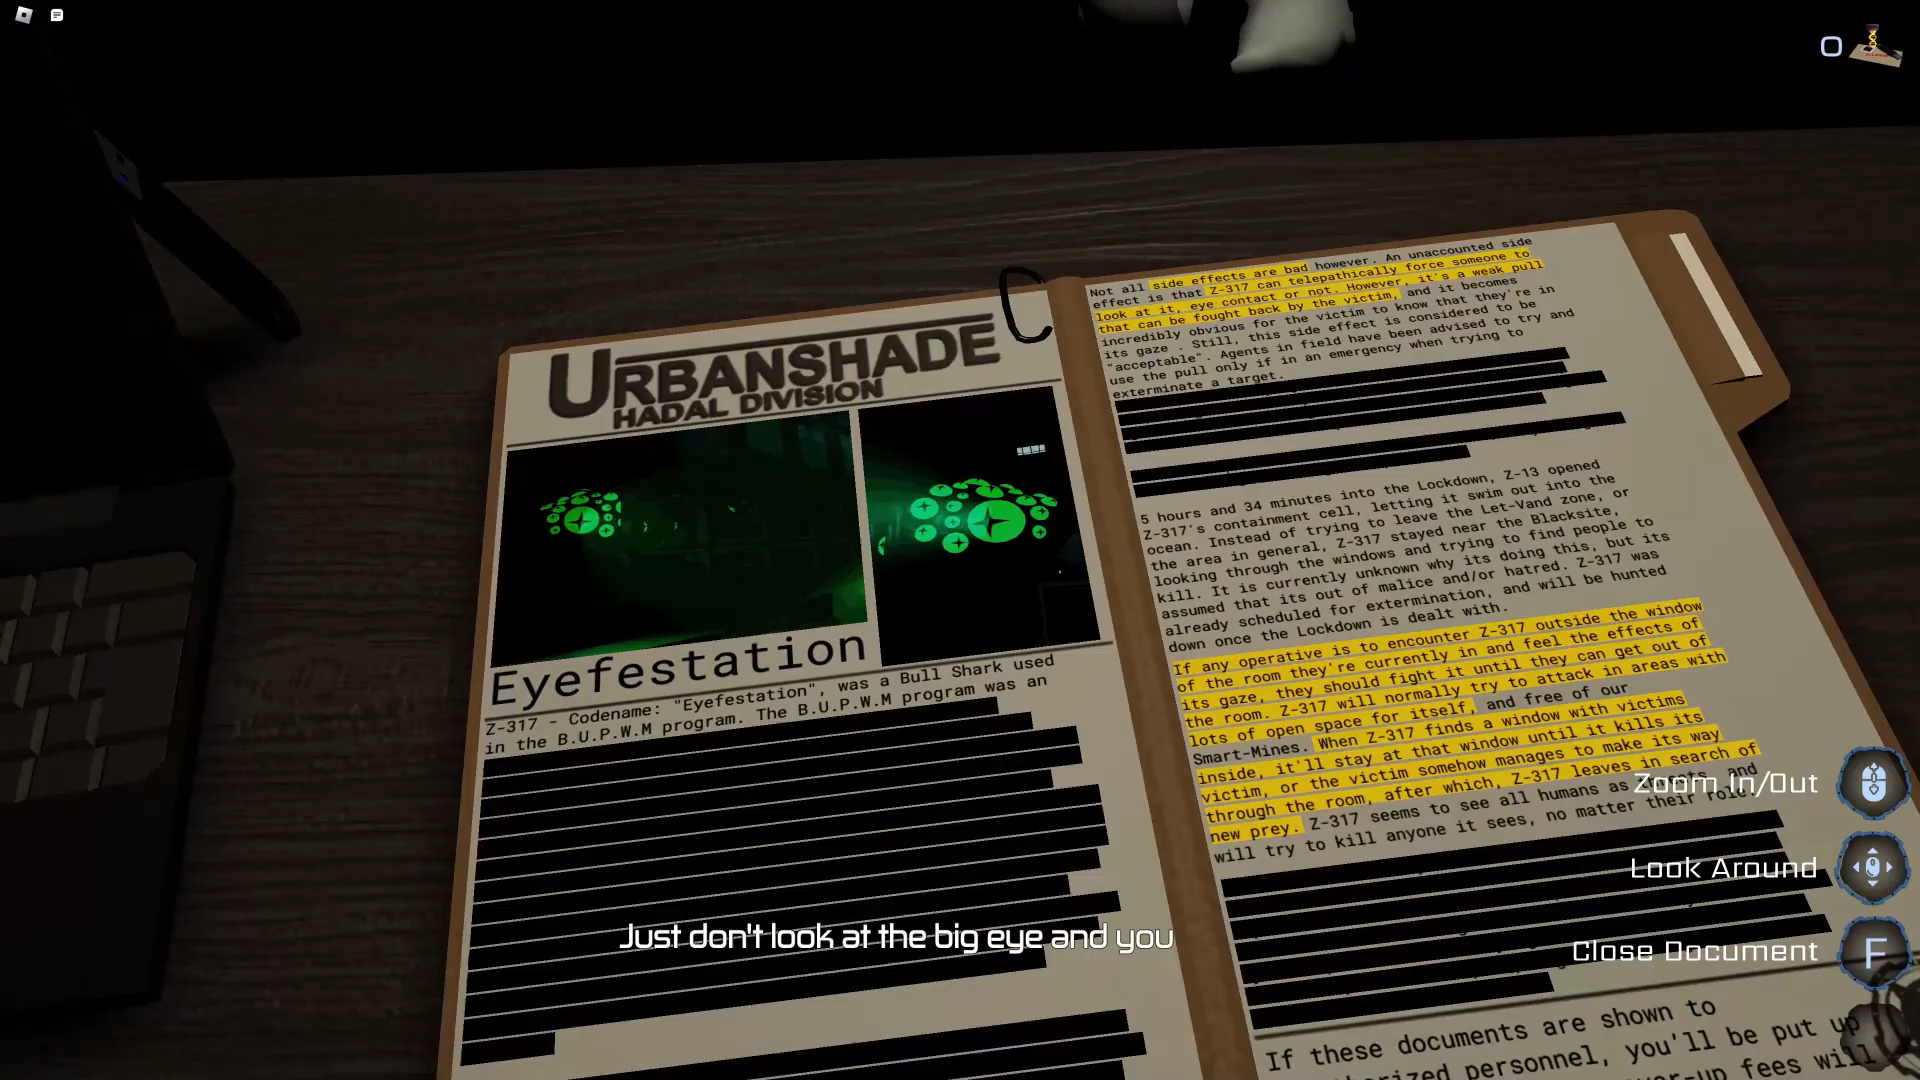 URBANSHADE
HADAL DIVISION
Eyefestation
Z-317 - Codename: "Eyefestation", was a Bull Shark used
in the B.U.P.W.M program. The B.U.P.W.M program was an
Not all side effects are bad however. An unaccounted side
effect is that Z-317 can telepathically force someone to
look at it, eye contact or not. However, it's a weak pull
that can be fought back by the victim, and it becomes
incredibly obvious for the victim to know that they're in
its gaze . Still, this side effect is considered to be
"acceptable". Agents in field have been advised to try and
use the pull only if in an emergency when trying to
exterminate a target.
5 hours and 34 minutes into the Lockdown, Z-13 opened
Z-317's containment cell, letting it swim out into the
ocean. Instead of trying to leave the Let-Vand zone, or
the area in general, Z-317 stayed near the Blacksite,
looking through the windows and trying to find people to
kill. It is currently unknown why its doing this, but its
assumed that its out of malice and/or hatred. Z-317 was
already scheduled for extermination, and will be hunted
down once the Lockdown is dealt with.
If any operative is to encounter Z-317 outside the window
of the room they're currently in and feel the effects of
its gaze, they should fight it until they can get out of
the room. Z-317 will normally try to attack in areas with
lots of open space for itself, and free of our
Smart-Mines. When Z-317 finds a window with victims
inside, it'll stay at that window until it kills its
victim, or the victim somehow manages to make its way
through the room, after which, Z-317 leaves in search of
new prey. Z-317 seems to see all humans as and
will try to kill anyone it sees, no matter their role.
If these documents are shown to
personnel, you'll be put up
fees will
Just don't look at the big eye and you
Zoom In/Out
Look Around
Close Document
F